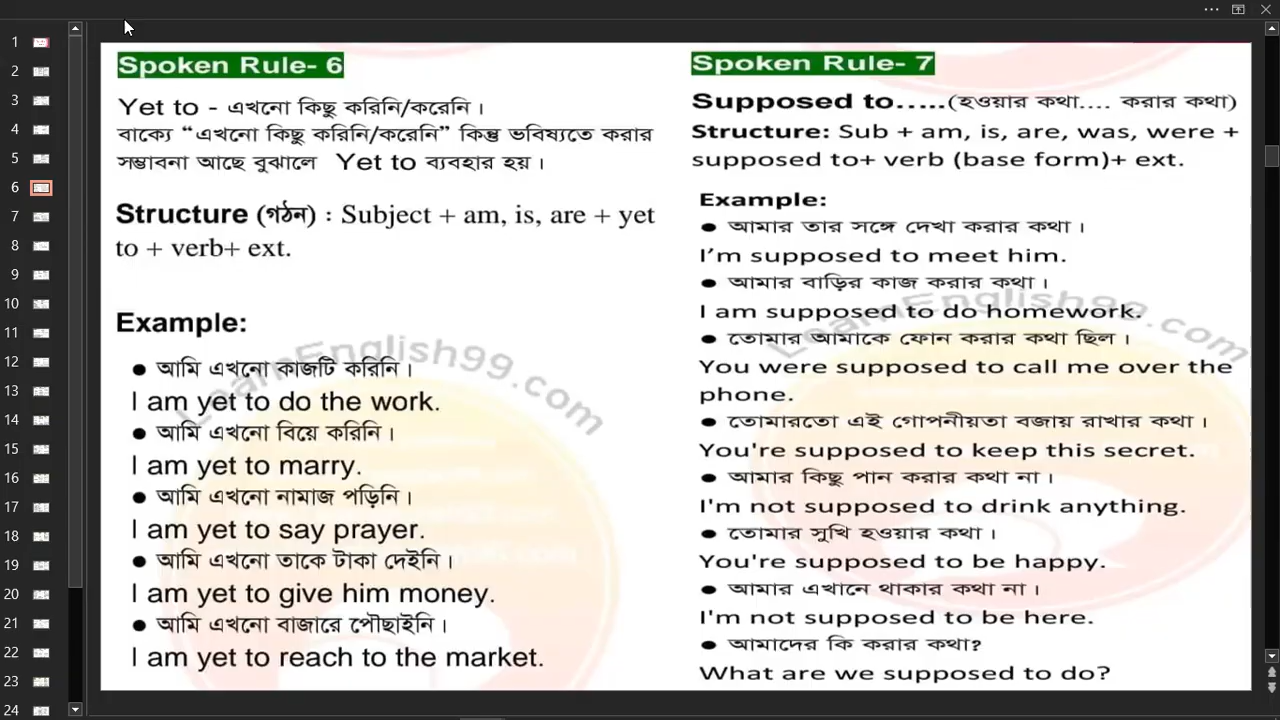 1
2
3
4
5
6
7
8
9
10
11
12
13
14
15
16
17
18
19
20
21
22
23
24
Spoken Rule- 6
Yet to - এখনো কিছু করিনি/করেনি।
বাক্যে “এখনো কিছু করিনি/করেনি” কিন্তু ভবিষ্যতে করার
সম্ভাবনা আছে বুঝালে Yet to ব্যবহার হয়।
Structure (গঠন) : Subject + am, is, are + yet
to + verb+ ext.
Example:
● আমি এখনো কাজটি করিনি।
I am yet to do the work.
● আমি এখনো বিয়ে করিনি।
I am yet to marry.
● আমি এখনো নামাজ পড়িনি।
I am yet to say prayer.
● আমি এখনো তাকে টাকা দেইনি।
I am yet to give him money.
● আমি এখনো বাজারে পৌছাইনি।
I am yet to reach to the market.
LearnEnglish99.com
Spoken Rule- 7
Supposed to.....(হওয়ার কথা.... করার কথা)
Structure: Sub + am, is, are, was, were +
supposed to+ verb (base form)+ ext.
Example:
● আমার তার সঙ্গে দেখা করার কথা।
I’m supposed to meet him.
● আমার বাড়ির কাজ করার কথা।
I am supposed to do homework.
● তোমার আমাকে ফোন করার কথা ছিল।
You were supposed to call me over the
phone.
● তোমারতো এই গোপনীয়তা বজায় রাখার কথা।
You're supposed to keep this secret.
● আমার কিছু পান করার কথা না।
I'm not supposed to drink anything.
● তোমার সুখি হওয়ার কথা।
You're supposed to be happy.
● আমার এখানে থাকার কথা না।
I'm not supposed to be here.
● আমাদের কি করার কথা?
What are we supposed to do?
LearnEnglish99.com